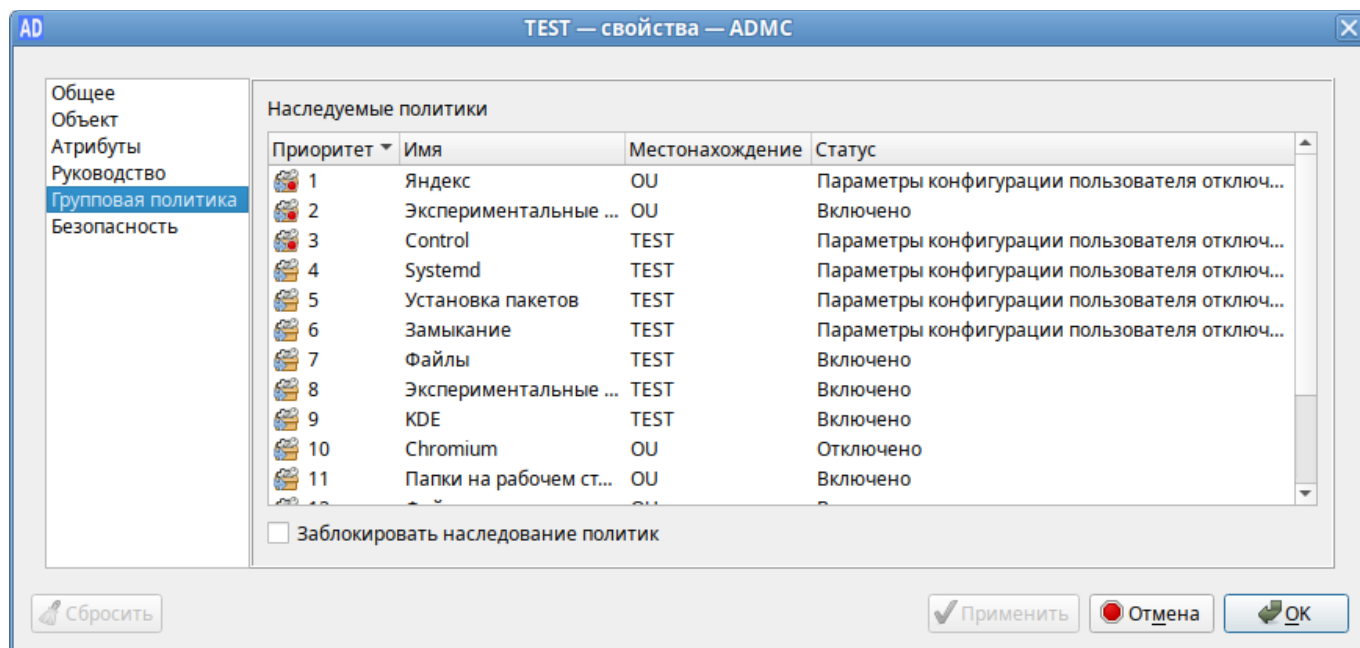 AD TEST — свойства — ADMC
Общее
Объект
Атрибуты
Руководство
Групповая политика
Безопасность
Наследуемые политики
Приоритет Имя Местонахождение Статус
1 Яндекс OU Параметры конфигурации пользователя отключ...
2 Экспериментальные ... OU Включено
3 Control TEST Параметры конфигурации пользователя отключ...
4 Systemd TEST Параметры конфигурации пользователя отключ...
5 Установка пакетов TEST Параметры конфигурации пользователя отключ...
6 Замыкание TEST Параметры конфигурации пользователя отключ...
7 Файлы TEST Включено
8 Экспериментальные ... TEST Включено
9 KDE TEST Включено
10 Chromium OU Отключено
11 Папки на рабочем ст... OU Включено
Заблокировать наследование политик
Сбросить Применить Отмена OK